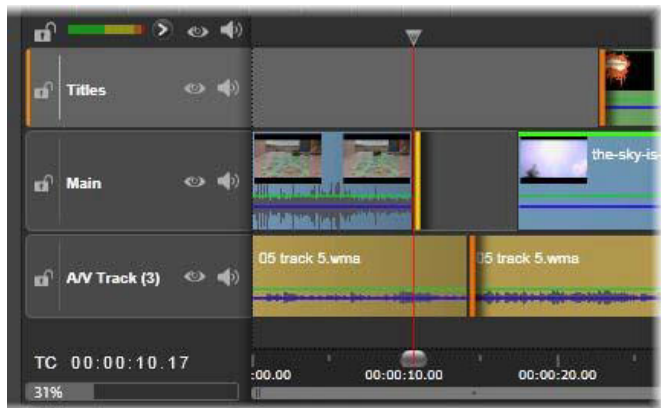 Titles
the-sky-is-
Main
05 track 5.wma
05 track 5.wma
A/V Track (3)
TC 00:00:10.17
:00.00
00:00:10.00
00:00:20.00
31%